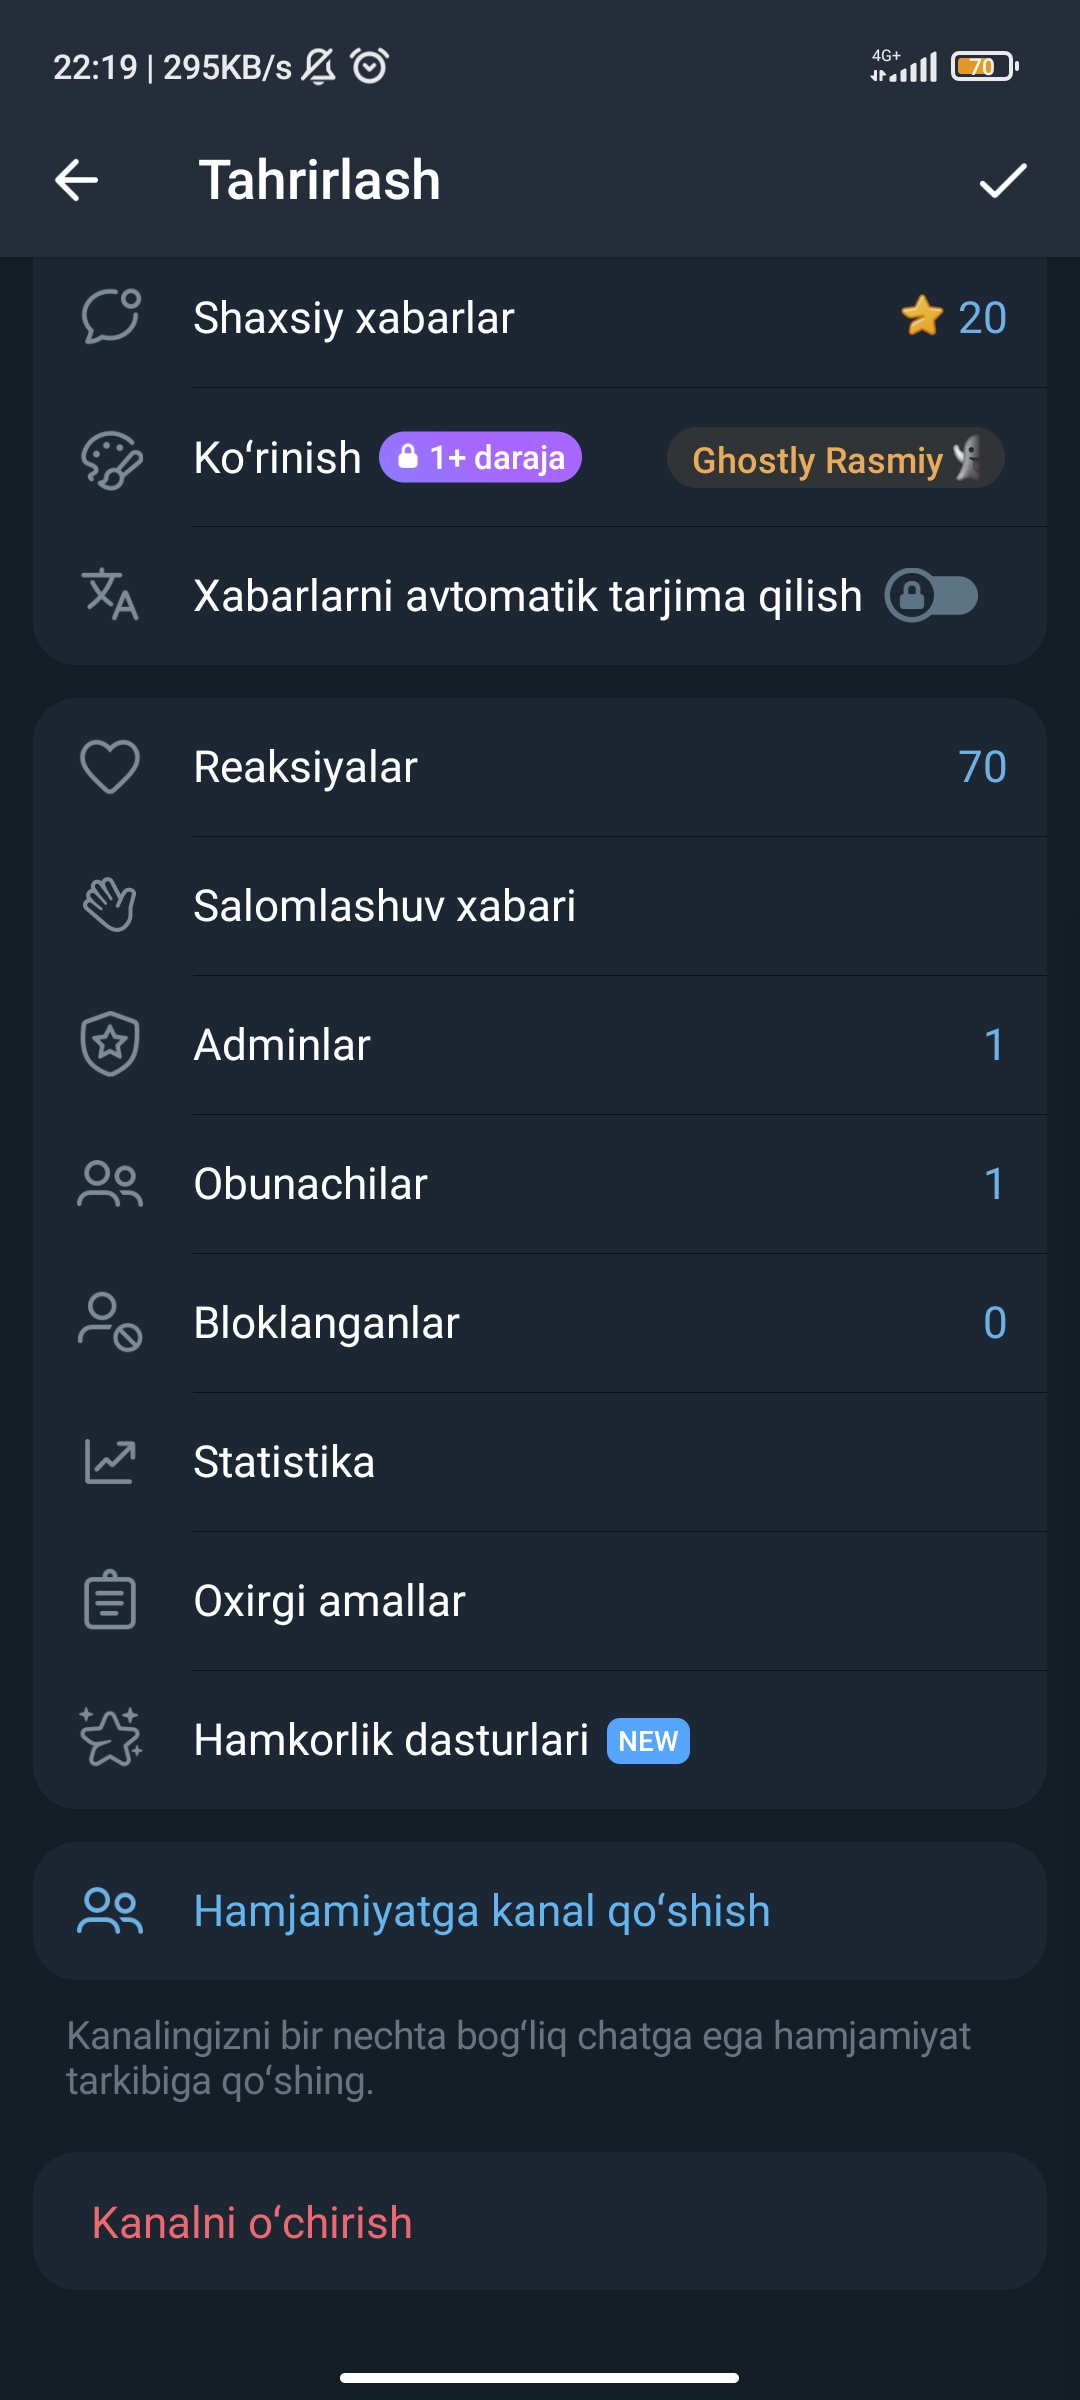 22:19 | 295KB/s
4G+
70
Tahrirlash
Shaxsiy xabarlar 20
Ko‘rinish 1+ daraja Ghostly Rasmiy
Xabarlarni avtomatik tarjima qilish
Reaksiyalar 70
Salomlashuv xabari
Adminlar 1
Obunachilar 1
Bloklanganlar 0
Statistika
Oxirgi amallar
Hamkorlik dasturlari NEW
Hamjamiyatga kanal qo‘shish
Kanalingizni bir nechta bog‘liq chatga ega hamjamiyat
tarkibiga qo‘shing.
Kanalni o‘chirish